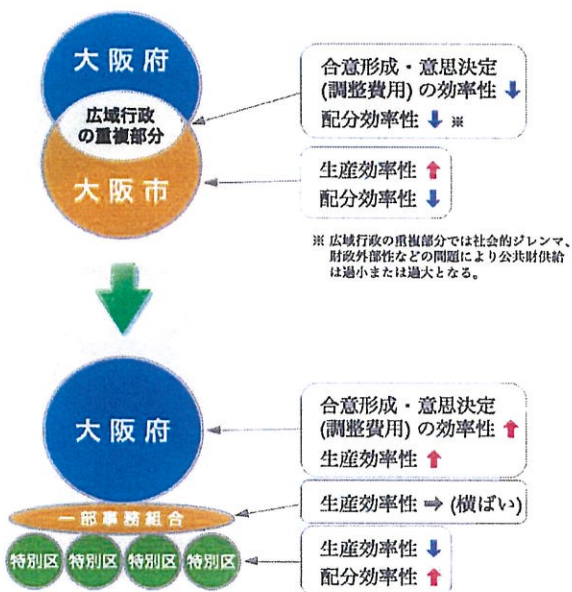 大阪府
広域行政
の重複部分
大阪市
合意形成・意思決定
(調整費用) の効率性 ⬇
配分効率性 ⬇ ※
生産効率性 ⬆
配分効率性 ⬇
※ 広域行政の重複部分では社会的ジレンマ、
財政外部性などの問題により公共財供給
は過小または過大となる。
大阪府
合意形成・意思決定
(調整費用) の効率性 ⬆
生産効率性 ⬆
一部事務組合
生産効率性 ➡ (横ばい)
特別区 特別区 特別区 特別区
生産効率性 ⬇
配分効率性 ⬆